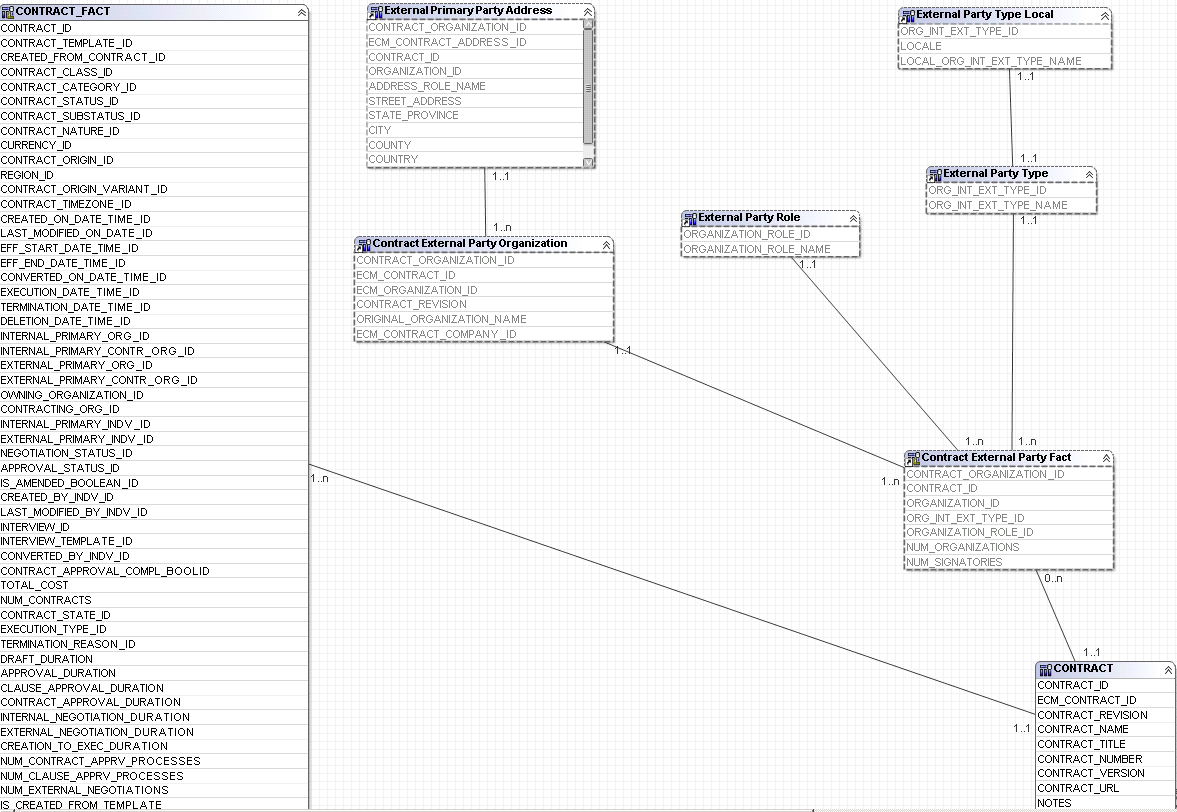 CONTRACT_FACT
CONTRACT_ID
CONTRACT_TEMPLATE_ID
CREATED_FROM_CONTRACT_ID
CONTRACT_CLASS_ID
CONTRACT_CATEGORY_ID
CONTRACT_STATUS_ID
CONTRACT_SUBSTATUS_ID
CONTRACT_NATURE_ID
CURRENCY_ID
CONTRACT_ORIGIN_ID
REGION_ID
CONTRACT_ORIGIN_VARIANT_ID
CONTRACT_TIMEZONE_ID
CREATED_ON_DATE_TIME_ID
LAST_MODIFIED_ON_DATE_ID
EFF_START_DATE_TIME_ID
EFF_END_DATE_TIME_ID
CONVERTED_ON_DATE_TIME_ID
EXECUTION_DATE_TIME_ID
TERMINATION_DATE_TIME_ID
DELETION_DATE_TIME_ID
INTERNAL_PRIMARY_ORG_ID
INTERNAL_PRIMARY_CONTR_ORG_ID
EXTERNAL_PRIMARY_ORG_ID
EXTERNAL_PRIMARY_CONTR_ORG_ID
OWNING_ORGANIZATION_ID
CONTRACTING_ORG_ID
INTERNAL_PRIMARY_INDV_ID
EXTERNAL_PRIMARY_INDV_ID
NEGOTIATION_STATUS_ID
APPROVAL_STATUS_ID
IS_AMENDED_BOOLEAN_ID
CREATED_BY_INDV_ID
LAST_MODIFIED_BY_INDV_ID
INTERVIEW_ID
INTERVIEW_TEMPLATE_ID
CONVERTED_BY_INDV_ID
CONTRACT_APPROVAL_COMPL_BOOLID
TOTAL_COST
NUM_CONTRACTS
CONTRACT_STATE_ID
EXECUTION_TYPE_ID
TERMINATION_REASON_ID
DRAFT_DURATION
APPROVAL_DURATION
CLAUSE_APPROVAL_DURATION
CONTRACT_APPROVAL_DURATION
INTERNAL_NEGOTIATION_DURATION
EXTERNAL_NEGOTIATION_DURATION
CREATION_TO_EXEC_DURATION
NUM_CONTRACT_APPRV_PROCESSES
NUM_CLAUSE_APPRV_PROCESSES
NUM_EXTERNAL_NEGOTIATIONS
IS_CREATED_FROM_TEMPLATE
1..n
External Primary Party Address
CONTRACT_ORGANIZATION_ID
ECM_CONTRACT_ADDRESS_ID
CONTRACT_ID
ORGANIZATION_ID
ADDRESS_ROLE_NAME
STREET_ADDRESS
STATE_PROVINCE
CITY
COUNTY
COUNTRY
1..1
1..n
Contract External Party Organization
CONTRACT_ORGANIZATION_ID
ECM_CONTRACT_ID
ECM_ORGANIZATION_ID
CONTRACT_REVISION
ORIGINAL_ORGANIZATION_NAME
ECM_CONTRACT_COMPANY_ID
1..1
External Party Role
ORGANIZATION_ROLE_ID
ORGANIZATION_ROLE_NAME
1..1
External Party Type Local
ORG_INT_EXT_TYPE_ID
LOCALE
LOCAL_ORG_INT_EXT_TYPE_NAME
1..1
1..1
External Party Type
ORG_INT_EXT_TYPE_ID
ORG_INT_EXT_TYPE_NAME
1..1
1..n
1..n
1..n
Contract External Party Fact
CONTRACT_ORGANIZATION_ID
CONTRACT_ID
ORGANIZATION_ID
ORG_INT_EXT_TYPE_ID
ORGANIZATION_ROLE_ID
NUM_ORGANIZATIONS
NUM_SIGNATORIES
0..n
1..1
1..1
CONTRACT
CONTRACT_ID
ECM_CONTRACT_ID
CONTRACT_REVISION
CONTRACT_NAME
CONTRACT_TITLE
CONTRACT_NUMBER
CONTRACT_VERSION
CONTRACT_URL
NOTES